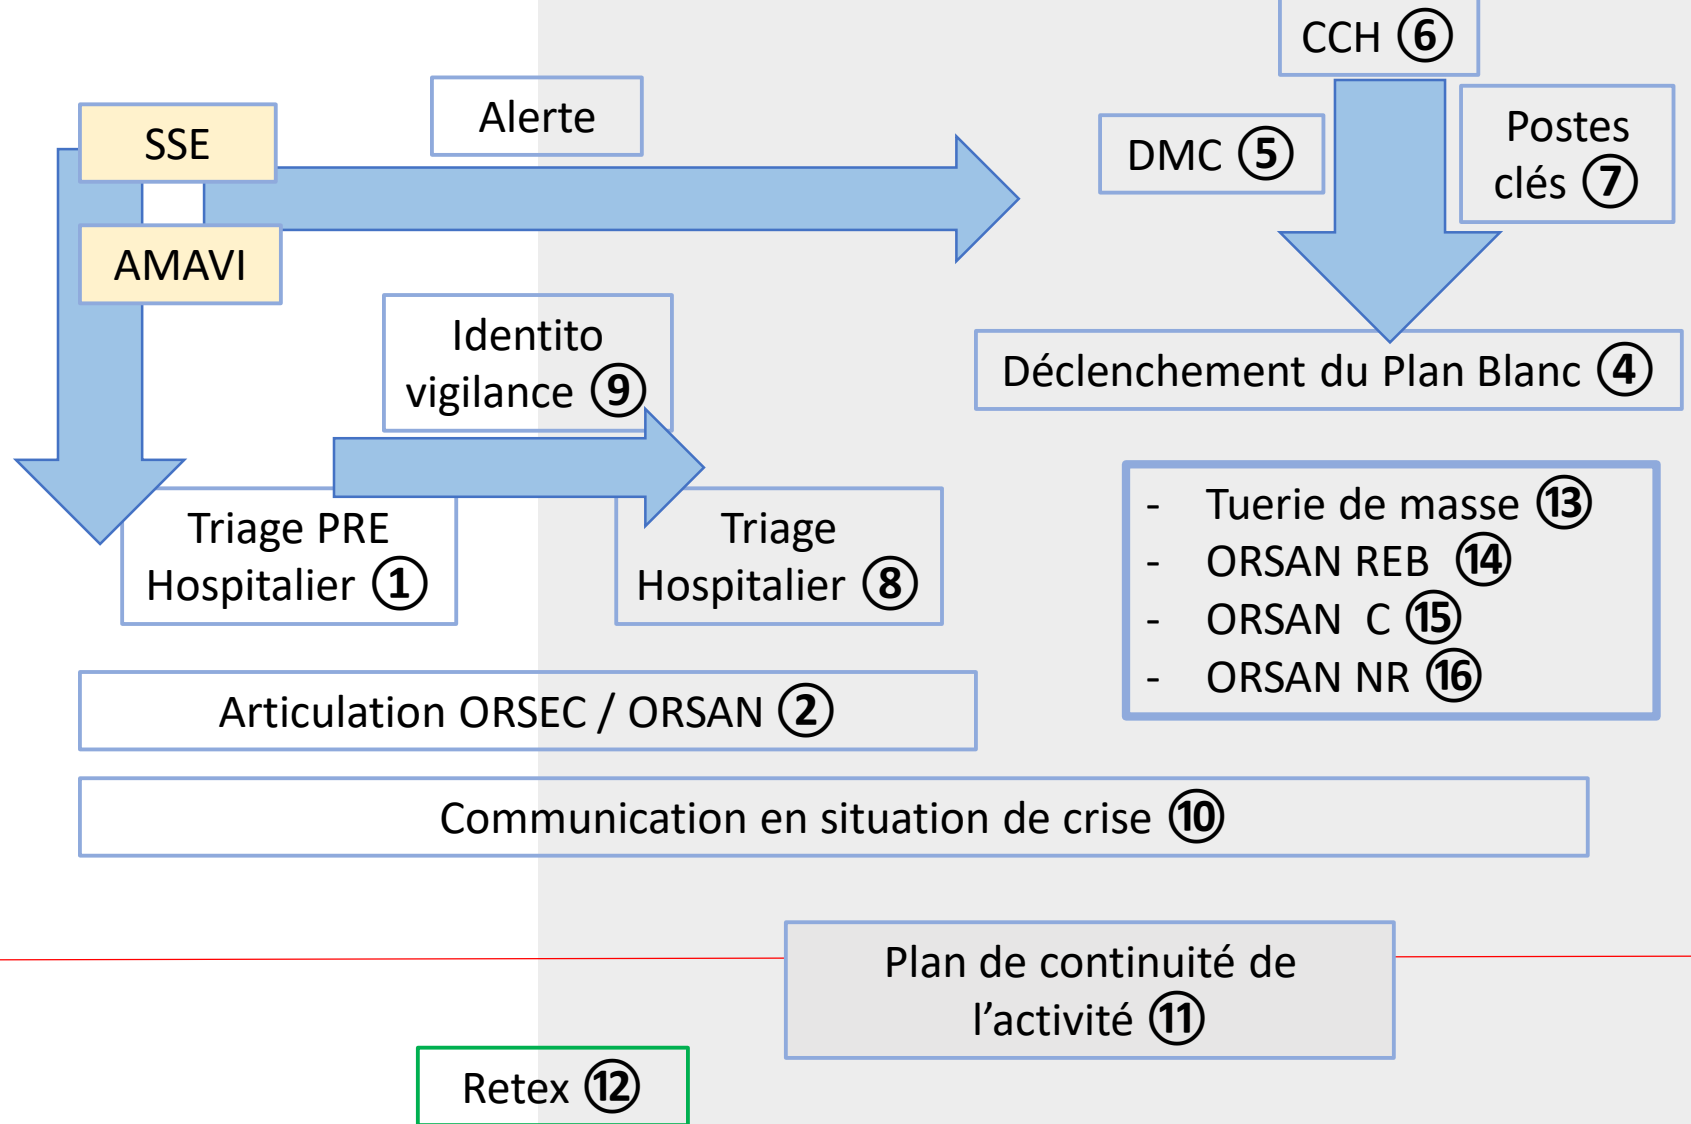 CCH ⑥
Alerte
SSE
DMC ⑤
Postes
clés ⑦
AMAVI
Identito
vigilance ⑨
Déclenchement du Plan Blanc ④
Triage PRE
Hospitalier ①
Triage
Hospitalier ⑧
- Tuerie de masse ⑬
- ORSAN REB ⑭
- ORSAN C ⑮
- ORSAN NR ⑯
Articulation ORSEC / ORSAN ②
Communication en situation de crise ⑩
Plan de continuité de
l’activité ⑪
Retex ⑫